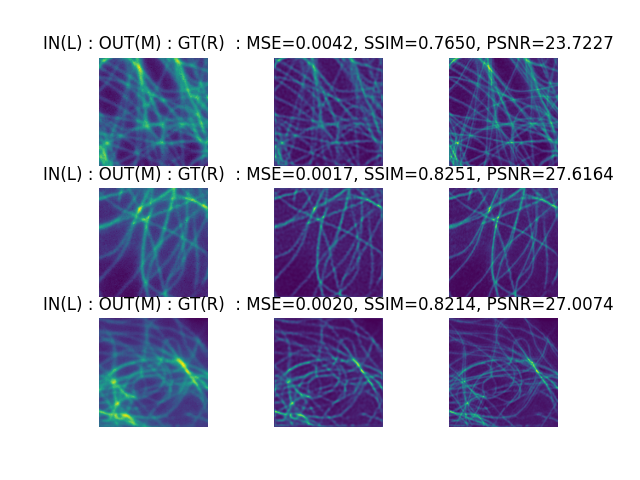 IN(L) : OUT(M) : GT(R)  : MSE=0.0042, SSIM=0.7650, PSNR=23.7227
IN(L) : OUT(M) : GT(R)  : MSE=0.0017, SSIM=0.8251, PSNR=27.6164
IN(L) : OUT(M) : GT(R)  : MSE=0.0020, SSIM=0.8214, PSNR=27.0074